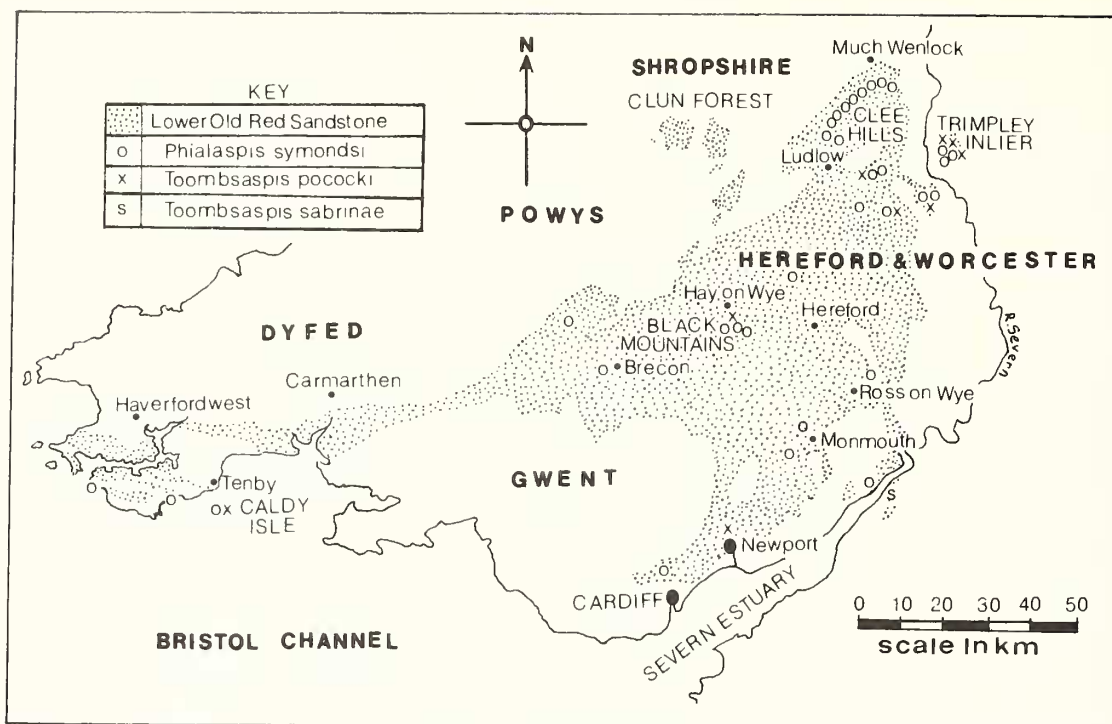 KEY
Lower Old Red Sandstone
o Phialaspis symondsi
x Toombsaspis pococki
s Toombsaspis sabrinae
N
SHROPSHIRE
CLUN FOREST
Much Wenlock
CLEE
HILLS
TRIMPLEY
INLIER
Ludlow
POWYS
HEREFORD & WORCESTER
Hay on Wye
Hereford
BLACK
MOUNTAINS
R.Severn
DYFED
Brecon
Carmarthen
Ross on Wye
Haverfordwest
Monmouth
GWENT
Tenby
CALDY
ISLE
Newport
CARDIFF
SEVERN ESTUARY
BRISTOL CHANNEL
0 10 20 30 40 50
scale In km